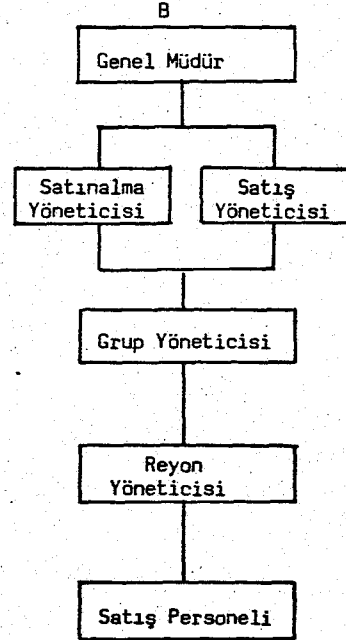 B
Genel Müdür
Satınalma
Yöneticisi
Satış
Yöneticisi
Grup Yöneticisi
Reyon
Yöneticisi
Satış Personeli